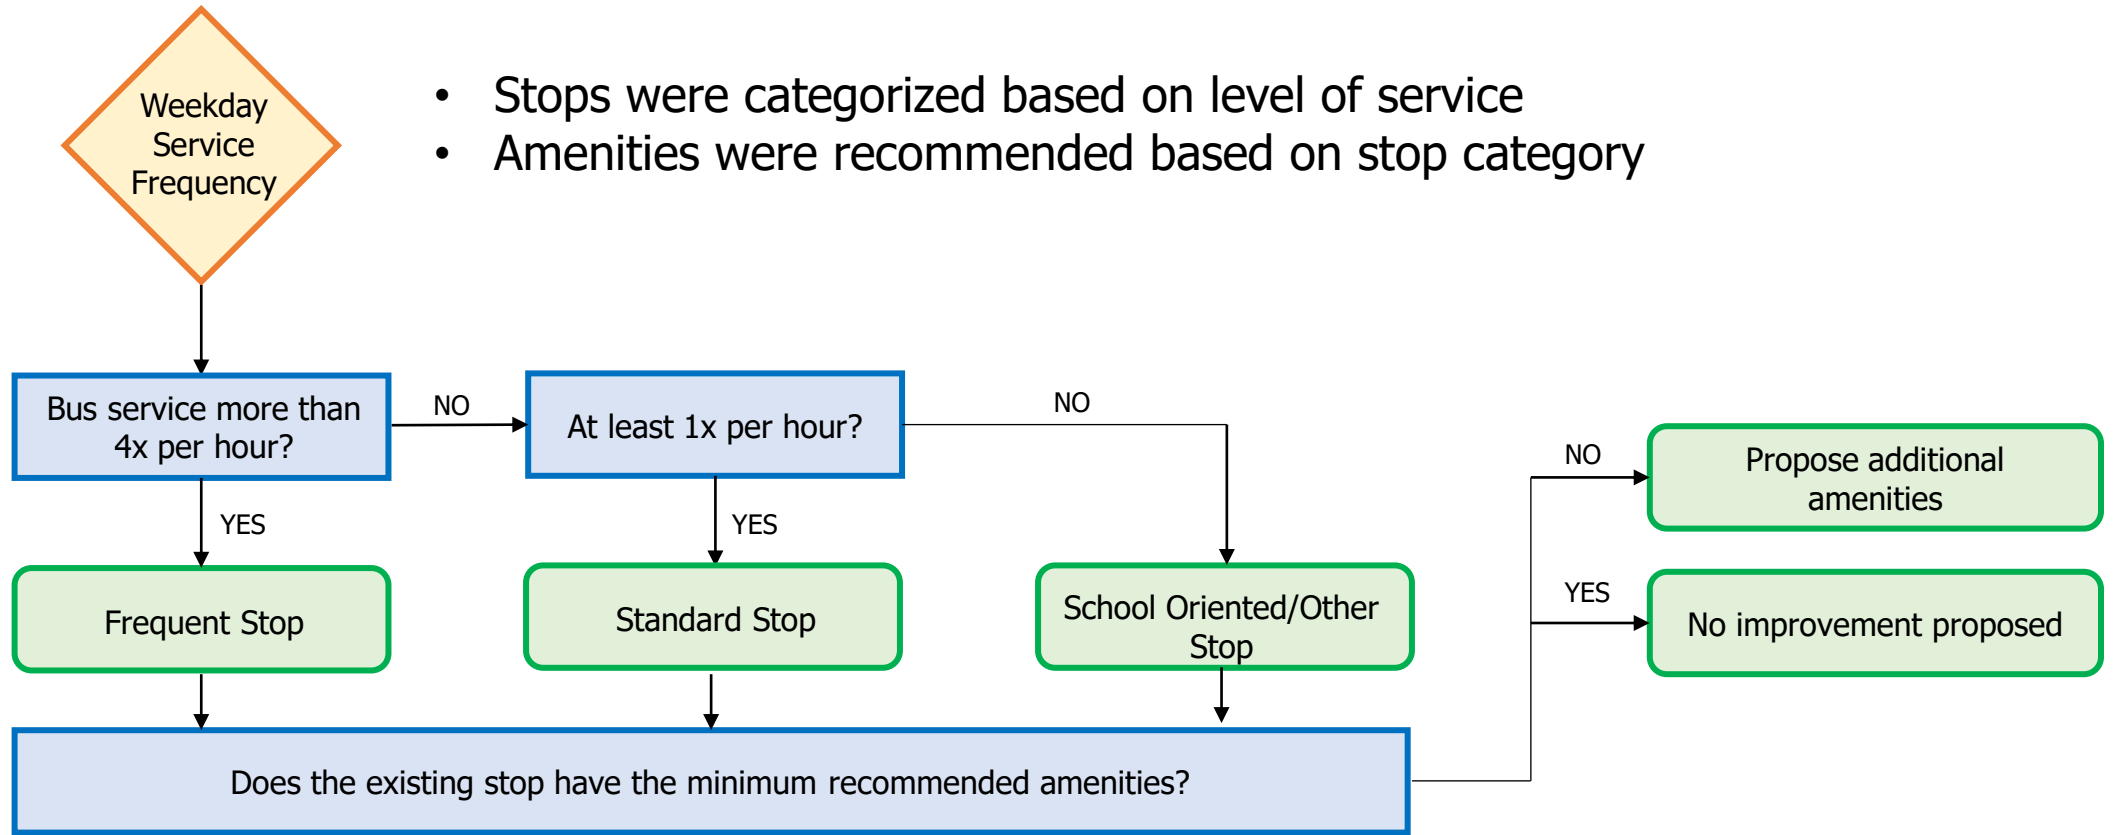 Weekday
Service
Frequency
• Stops were categorized based on level of service
• Amenities were recommended based on stop category
Bus service more than
4x per hour?
NO
At least 1x per hour?
NO
YES
YES
Frequent Stop
Standard Stop
School Oriented/Other
Stop
Does the existing stop have the minimum recommended amenities?
NO
Propose additional
amenities
YES
No improvement proposed